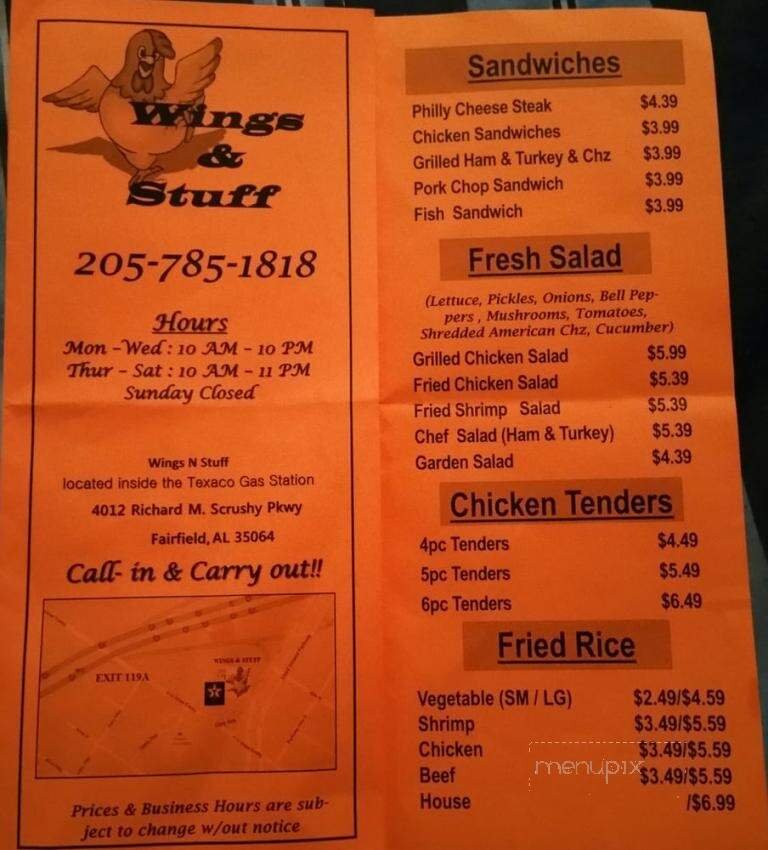 Wings
&
Stuff
205-785-1818
Hours
Mon - Wed : 10 AM - 10 PM
Thur - Sat : 10 AM - 11 PM
Sunday Closed
Wings N Stuff
located inside the Texaco Gas Station
4012 Richard M. Scrushy Pkwy
Fairfield, AL 35064
Call- in & Carry out!!
WINGS & STUFF
EXIT 119A
Prices & Business Hours are sub-
ject to change w/out notice
Sandwiches
Philly Cheese Steak $4.39
Chicken Sandwiches $3.99
Grilled Ham & Turkey & Chz $3.99
Pork Chop Sandwich $3.99
Fish Sandwich $3.99
Fresh Salad
(Lettuce, Pickles, Onions, Bell Pep-
pers , Mushrooms, Tomatoes,
Shredded American Chz, Cucumber)
Grilled Chicken Salad $5.99
Fried Chicken Salad $5.39
Fried Shrimp Salad $5.39
Chef Salad (Ham & Turkey) $5.39
Garden Salad $4.39
Chicken Tenders
4pc Tenders $4.49
5pc Tenders $5.49
6pc Tenders $6.49
Fried Rice
Vegetable (SM / LG) $2.49/$4.59
Shrimp $3.49/$5.59
Chicken $3.49/$5.59
Beef $3.49/$5.59
House /$6.99
menupix